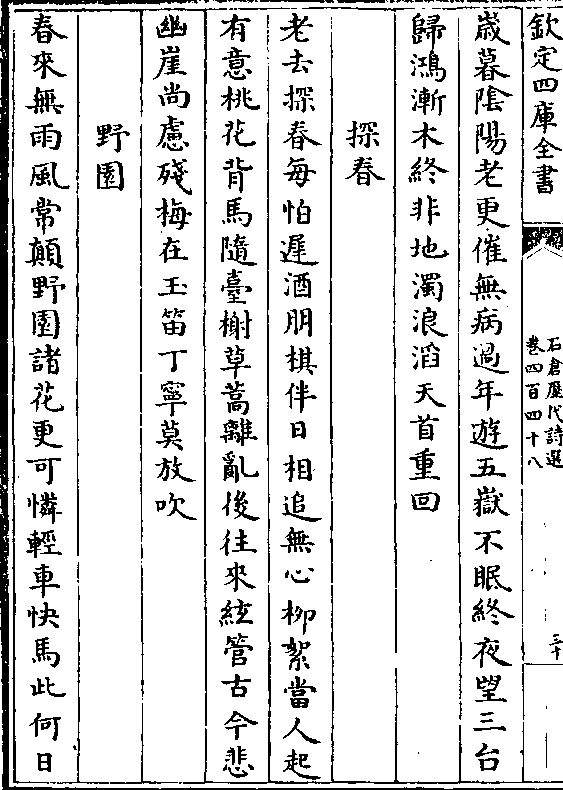 欽定四庫全書
石倉歴代詩選
卷四百四十八
三十
歲暮陰陽老更催無病過年遊五嶽不眠終夜望三台
歸鴻漸木終非地濁浪滔天首重回
探春
老去探春每怕遲酒朋棋伴日相追無心柳絮當人起
有意桃花背馬隨臺榭草蒿離亂後往來絃管古今悲
幽崖尚慮殘梅在玉笛丁寧莫放吹
野園
春來無雨風常顛野園諸花更可憐輕車快馬此何日